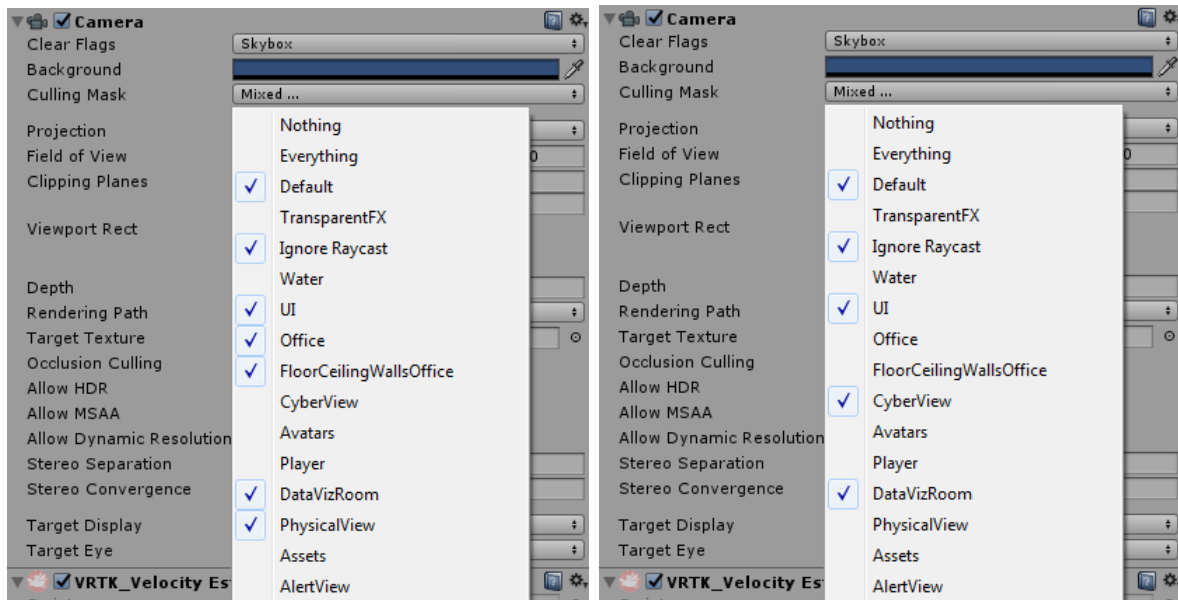 Camera
Clear Flags Skybox
Background
Culling Mask Mixed ...
Nothing
Projection
Everything
Field of View 0
Default
Clipping Planes
TransparentFX
Viewport Rect
Ignore Raycast
Water
Depth
UI
Rendering Path
Office
Target Texture
Occlusion Culling
FloorCeilingWallsOffice
Allow HDR
CyberView
Allow MSAA
Avatars
Allow Dynamic Resolution
Player
Stereo Separation
Stereo Convergence
DataVizRoom
Target Display
PhysicalView
Target Eye
Assets
VRTK_Velocity Es
AlertView
Camera
Clear Flags Skybox
Background
Culling Mask Mixed ...
Nothing
Projection
Everything
Field of View 0
Default
Clipping Planes
TransparentFX
Viewport Rect
Ignore Raycast
Water
Depth
UI
Rendering Path
Office
Target Texture
Occlusion Culling
FloorCeilingWallsOffice
Allow HDR
CyberView
Allow MSAA
Avatars
Allow Dynamic Resolution
Player
Stereo Separation
Stereo Convergence
DataVizRoom
Target Display
PhysicalView
Target Eye
Assets
VRTK_Velocity Es
AlertView